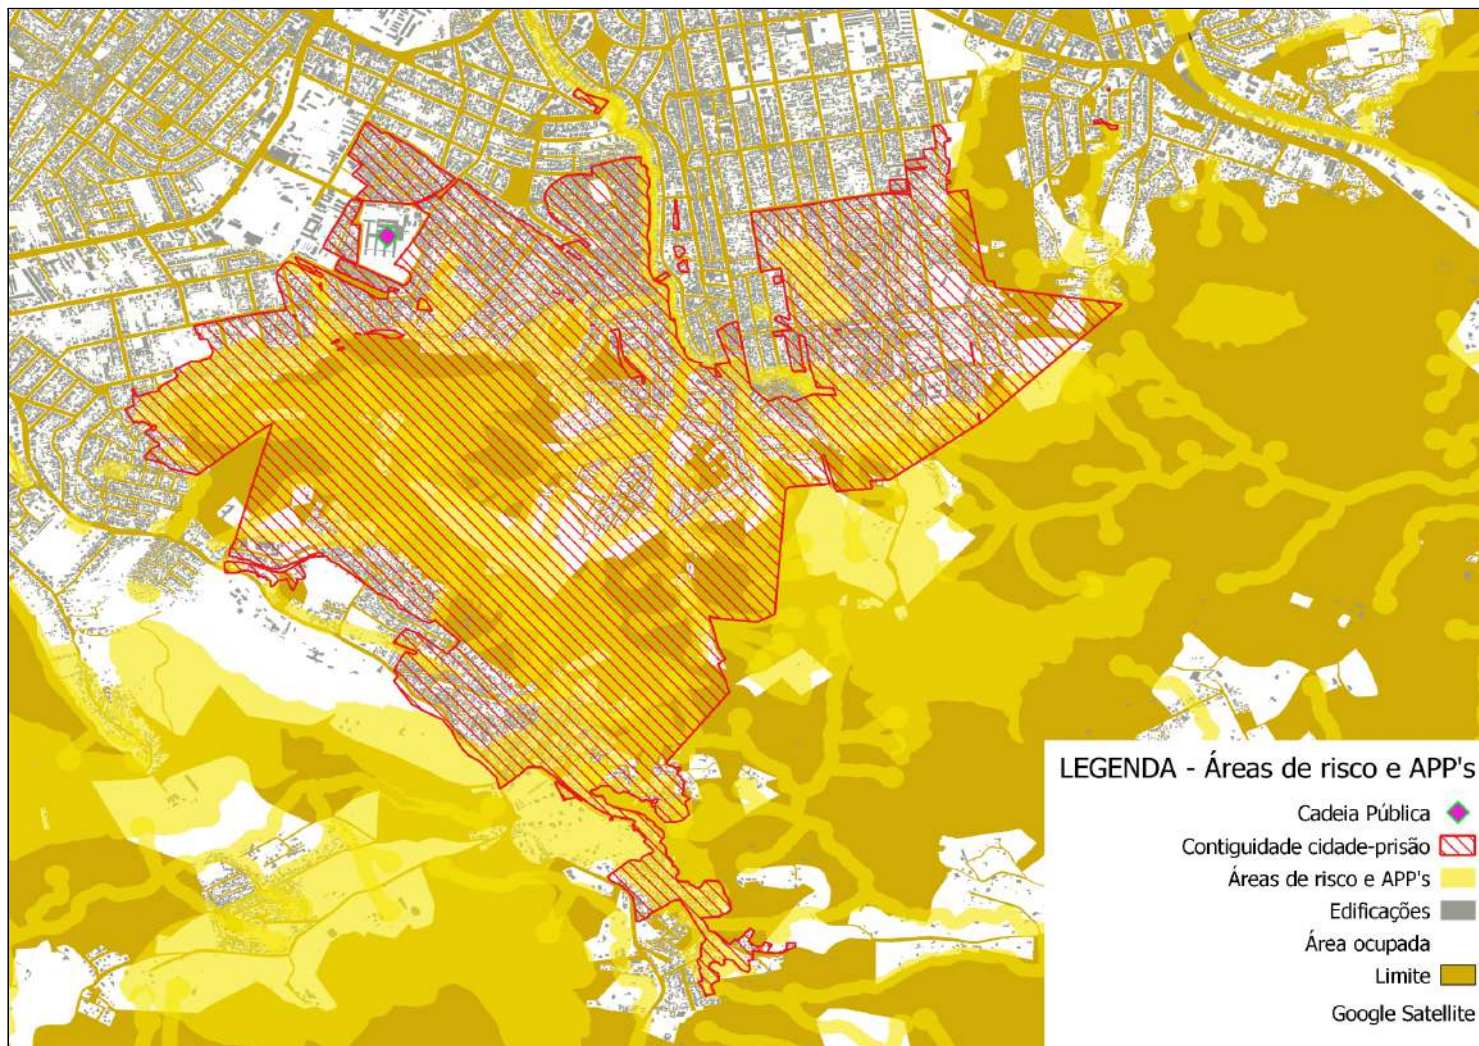 LEGENDA - Áreas de risco e APP's
Cadeia Pública
Contiguidade cidade-prisão
Áreas de risco e APP's
Edificações
Área ocupada
Limite
Google Satellite